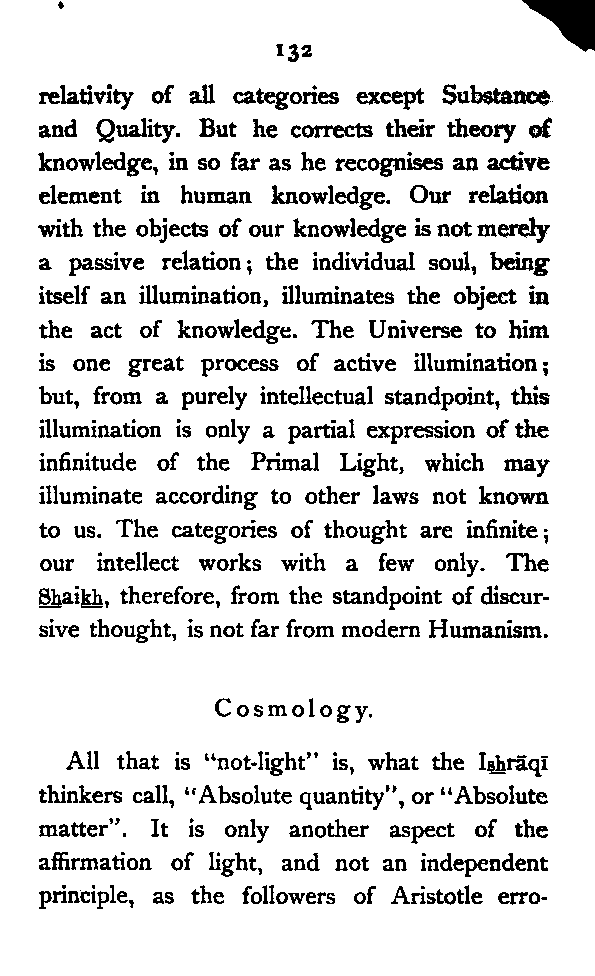 132
relativity of all categories except Substance
and Quality. But he corrects their theory of
knowledge, in so far as he recognises an active
element in human knowledge. Our relation
with the objects of our knowledge is not merely
a passive relation; the individual soul, being
itself an illumination, illuminates the object in
the act of knowledge. The Universe to him
is one great process of active illumination;
but, from a purely intellectual standpoint, this
illumination is only a partial expression of the
infinitude of the Primal Light, which may
illuminate according to other laws not known
to us. The categories of thought are infinite;
our intellect works with a few only. The
Shaikh, therefore, from the standpoint of discur-
sive thought, is not far from modern Humanism.
Cosmology.
All that is "not-light" is, what the Ishrāqī
thinkers call, "Absolute quantity", or "Absolute
matter". It is only another aspect of the
affirmation of light, and not an independent
principle, as the followers of Aristotle erro-